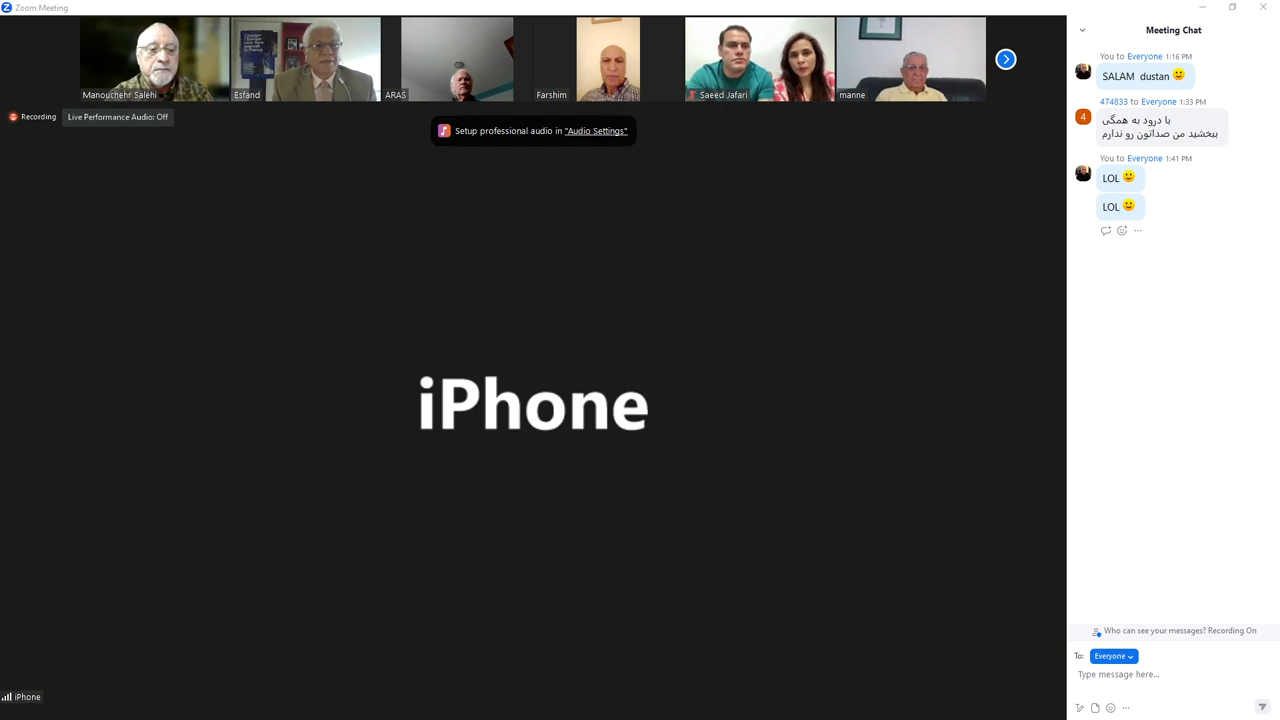 Zoom Meeting
Manouchehr Salehi
Esfand
ARAS
Farshim
Saeed Jafari
manne
Recording
Live Performance Audio: Off
Setup professional audio in "Audio Settings"
iPhone
iPhone
Meeting Chat
You to Everyone 1:16 PM
SALAM dustan
474833 to Everyone 1:33 PM
4
با درود به همگی
ببخشید من صداتون رو ندارم
You to Everyone 1:41 PM
LOL
LOL
Who can see your messages? Recording On
To: Everyone
Type message here...